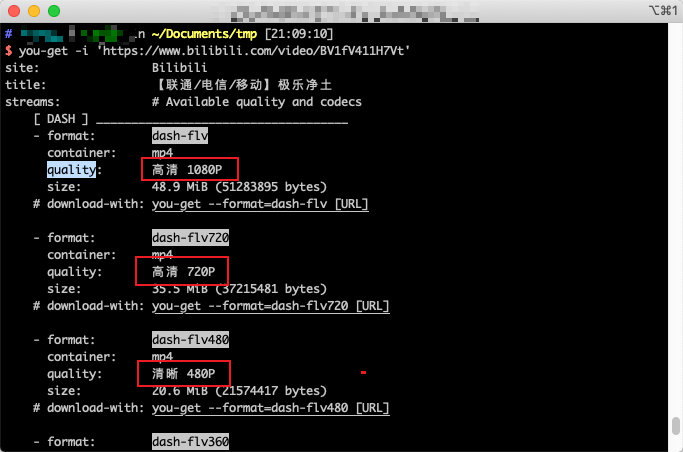 ⌥⌘1
# n ~/Documents/tmp [21:09:10]
$ you-get -i 'https://www.bilibili.com/video/BV1fV411H7Vt'
site: Bilibili
title: 【联通/电信/移动】极乐净土
streams: # Available quality and codecs
[ DASH ] ____________________________________
- format: dash-flv
container: mp4
quality: 高清 1080P
size: 48.9 MiB (51283895 bytes)
# download-with: you-get --format=dash-flv [URL]
- format: dash-flv720
container: mp4
quality: 高清 720P
size: 35.5 MiB (37215481 bytes)
# download-with: you-get --format=dash-flv720 [URL]
- format: dash-flv480
container: mp4
quality: 清晰 480P
size: 20.6 MiB (21574417 bytes)
# download-with: you-get --format=dash-flv480 [URL]
- format: dash-flv360